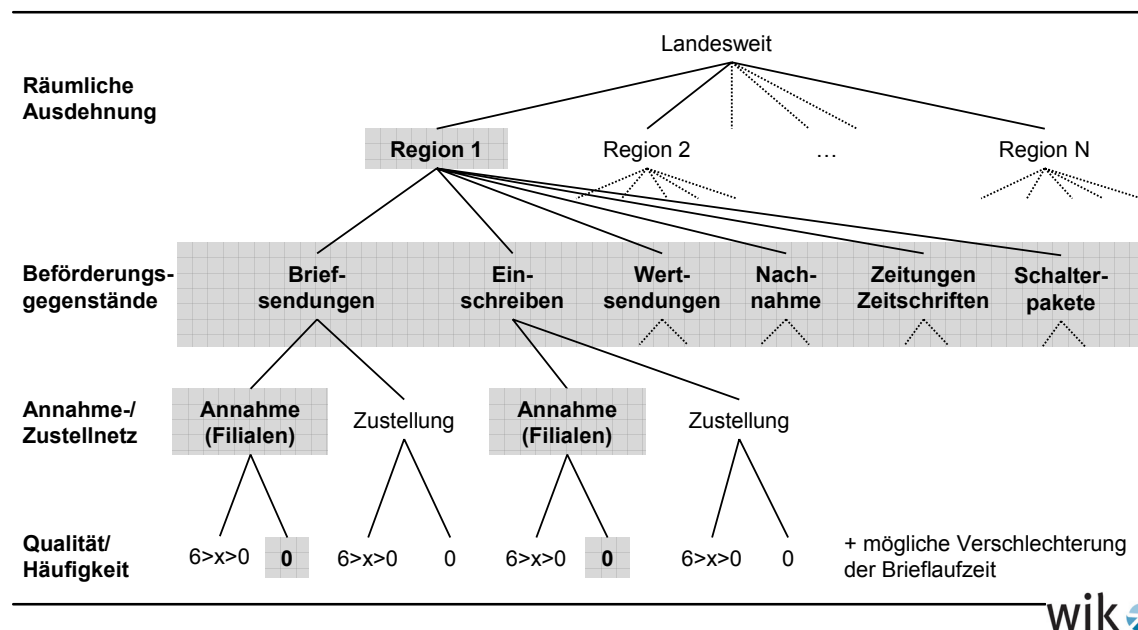 Landesweit
Räumliche
Ausdehnung
Region 1
Region 2
…
Region N
Beförderungs-
gegenstände
Brief-
sendungen
Ein-
schreiben
Wert-
sendungen
Nach-
nahme
Zeitungen
Zeitschriften
Schalter-
pakete
Annahme-/
Zustellnetz
Annahme
(Filialen)
Zustellung
Annahme
(Filialen)
Zustellung
Qualität/
Häufigkeit
6>x>0
0
6>x>0
0
6>x>0
0
6>x>0
0
+ mögliche Verschlechterung
der Brieflaufzeit
wik